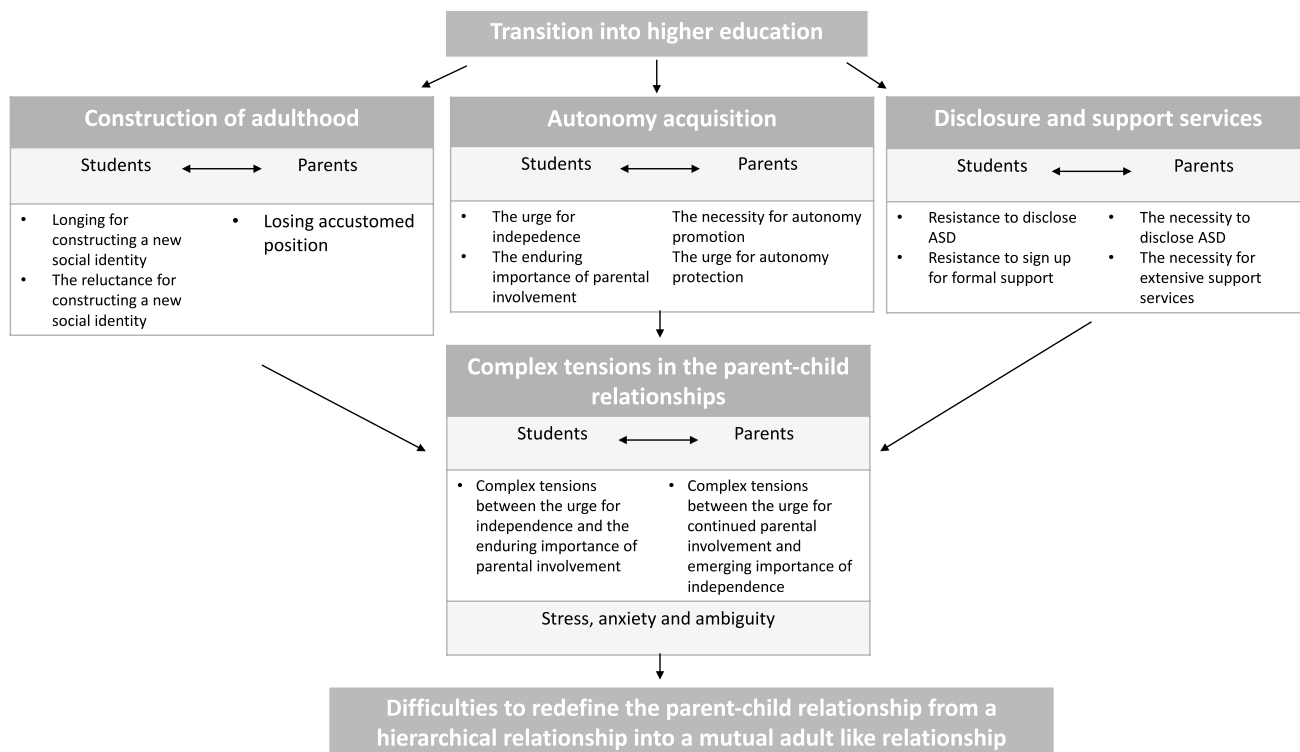 Transition into higher education
Construction of adulthood
Students
Parents
• Longing for
constructing a new
social identity
• The reluctance for
constructing a new
social identity
• Losing accustomed
position
Autonomy acquisition
Students
Parents
• The urge for
indepedence
• The enduring
importance of parental
involvement
The necessity for autonomy
promotion
The urge for autonomy
protection
Disclosure and support services
Students
Parents
• Resistance to disclose
ASD
• Resistance to sign up
for formal support
• The necessity to
disclose ASD
• The necessity for
extensive support
services
Complex tensions in the parent-child
relationships
Students
Parents
• Complex tensions
between the urge for
independence and the
enduring importance of
parental involvement
• Complex tensions
between the urge for
continued parental
involvement and
emerging importance of
independence
Stress, anxiety and ambiguity
Difficulties to redefine the parent-child relationship from a
hierarchical relationship into a mutual adult like relationship